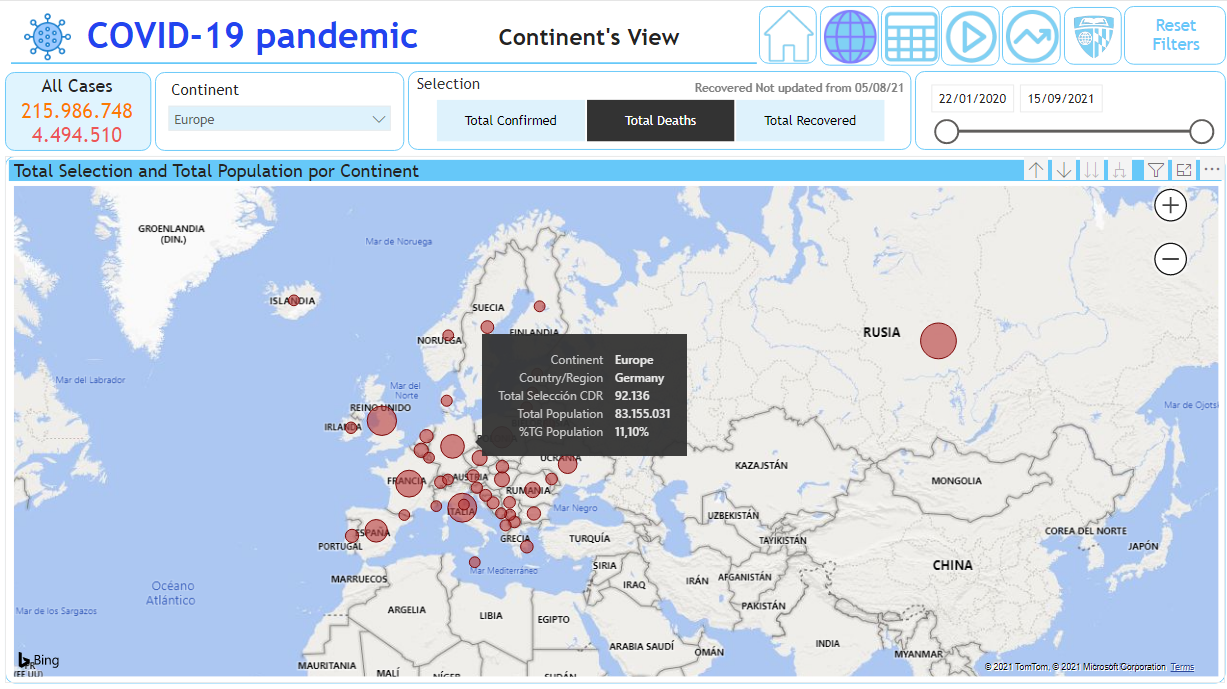 COVID-19 pandemic
Continent's View
Reset
Filters
All Cases
215.986.748
4.494.510
Continent
Europe
Selection
Recovered Not updated from 05/08/21
Total Confirmed
Total Deaths
Total Recovered
22/01/2020
15/09/2021
Total Selection and Total Population por Continent
GROENLANDIA
(DIN.)
Mar de Noruega
ISLANDIA
SUECIA
FINLANDIA
NORUEGA
RUSIA
Continent Europe
Country/Region Germany
Total Selección CDR 92.136
Total Population 83.155.031
%TG Population 11,10%
Mar del Labrador
Mar del
Norte
REINO UNIDO
IRLANDA
Mar de Ojots
UCRANIA
KAZAJSTÁN
FRANCIA
AUSTRIA
MONGOLIA
RUMANIA
ITALIA
Mar Negro
UZBEKISTÁN
COREA DEL NORTE
ESPAÑA
PORTUGAL
GRECIA
TURQUÍA
TAYIKISTÁN
JAPÓN
SIRIA
CHINA
Mar Mediterráneo
MARRUECOS
IRAQ
IRÁN
AFGANISTÁN
Océano
Atlántico
Mar de los Sargazos
ARGELIA
LIBIA
EGIPTO
PAKISTÁN
ARABIA SAUDÍ
OMÁN
INDIA
MYANMAR
MAURITANIA
MALÍ
NÍGER
SUDÁN
Bing
(EE UU)
© 2021 TomTom, © 2021 Microsoft Corporation Terms